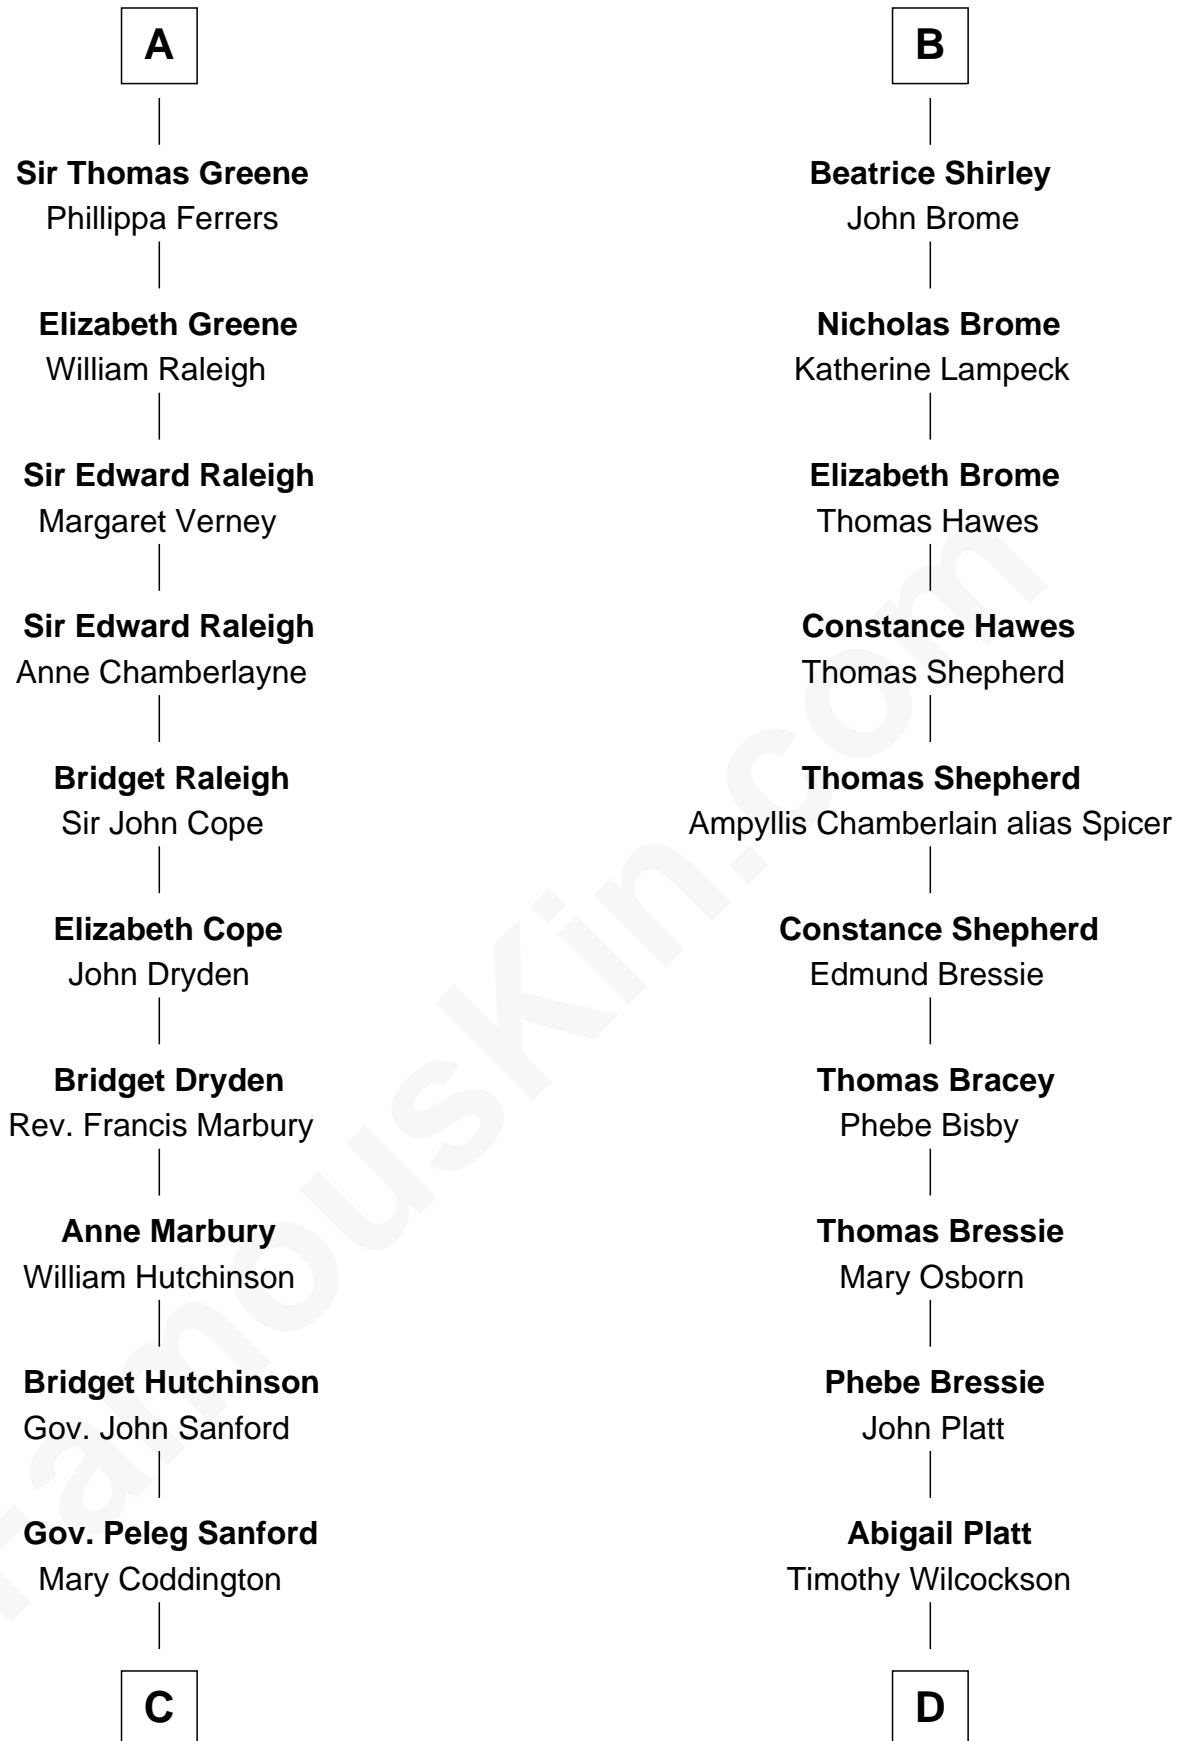 A
Sir Thomas Greene
Phillippa Ferrers
Elizabeth Greene
William Raleigh
Sir Edward Raleigh
Margaret Verney
Sir Edward Raleigh
Anne Chamberlayne
Bridget Raleigh
Sir John Cope
Elizabeth Cope
John Dryden
Bridget Dryden
Rev. Francis Marbury
Anne Marbury
William Hutchinson
Bridget Hutchinson
Gov. John Sanford
Gov. Peleg Sanford
Mary Coddington
C
B
Beatrice Shirley
John Brome
Nicholas Brome
Katherine Lampeck
Elizabeth Brome
Thomas Hawes
Constance Hawes
Thomas Shepherd
Thomas Shepherd
Ampyllis Chamberlain alias Spicer
Constance Shepherd
Edmund Bressie
Thomas Bracey
Phebe Bisby
Thomas Bressie
Mary Osborn
Phebe Bressie
John Platt
Abigail Platt
Timothy Wilcockson
D
FamousKin.com